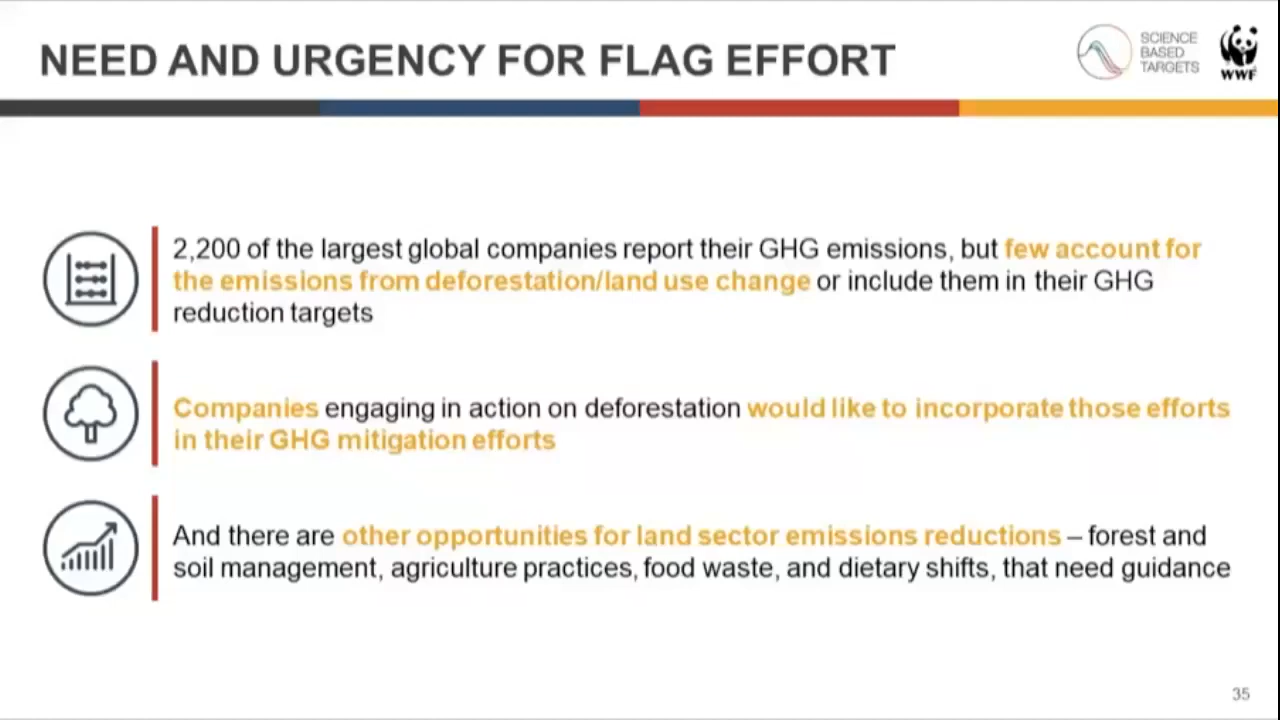 NEED AND URGENCY FOR FLAG EFFORT
SCIENCE
BASED
TARGETS
WWF
2,200 of the largest global companies report their GHG emissions, but few account for
the emissions from deforestation/land use change or include them in their GHG
reduction targets
Companies engaging in action on deforestation would like to incorporate those efforts
in their GHG mitigation efforts
And there are other opportunities for land sector emissions reductions – forest and
soil management, agriculture practices, food waste, and dietary shifts, that need guidance
35